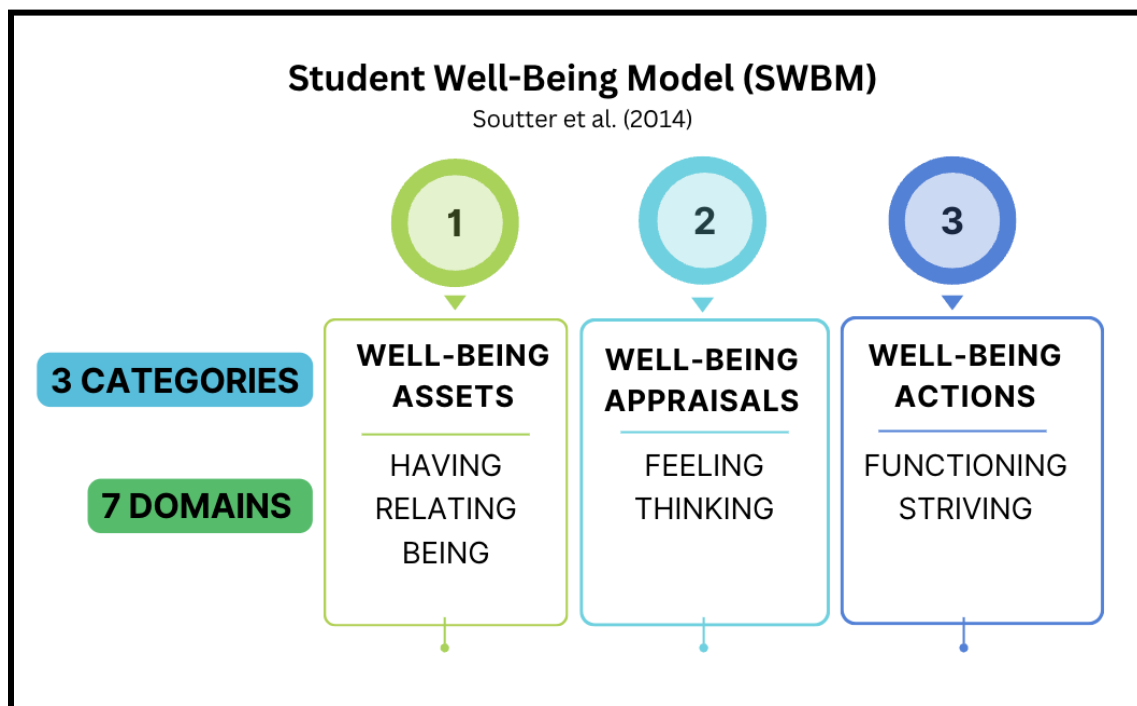 Student Well-Being Model (SWBM)
Soutter et al. (2014)
1
2
3
3 CATEGORIES
7 DOMAINS
WELL-BEING
ASSETS
HAVING
RELATING
BEING
WELL-BEING
APPRAISALS
FEELING
THINKING
WELL-BEING
ACTIONS
FUNCTIONING
STRIVING